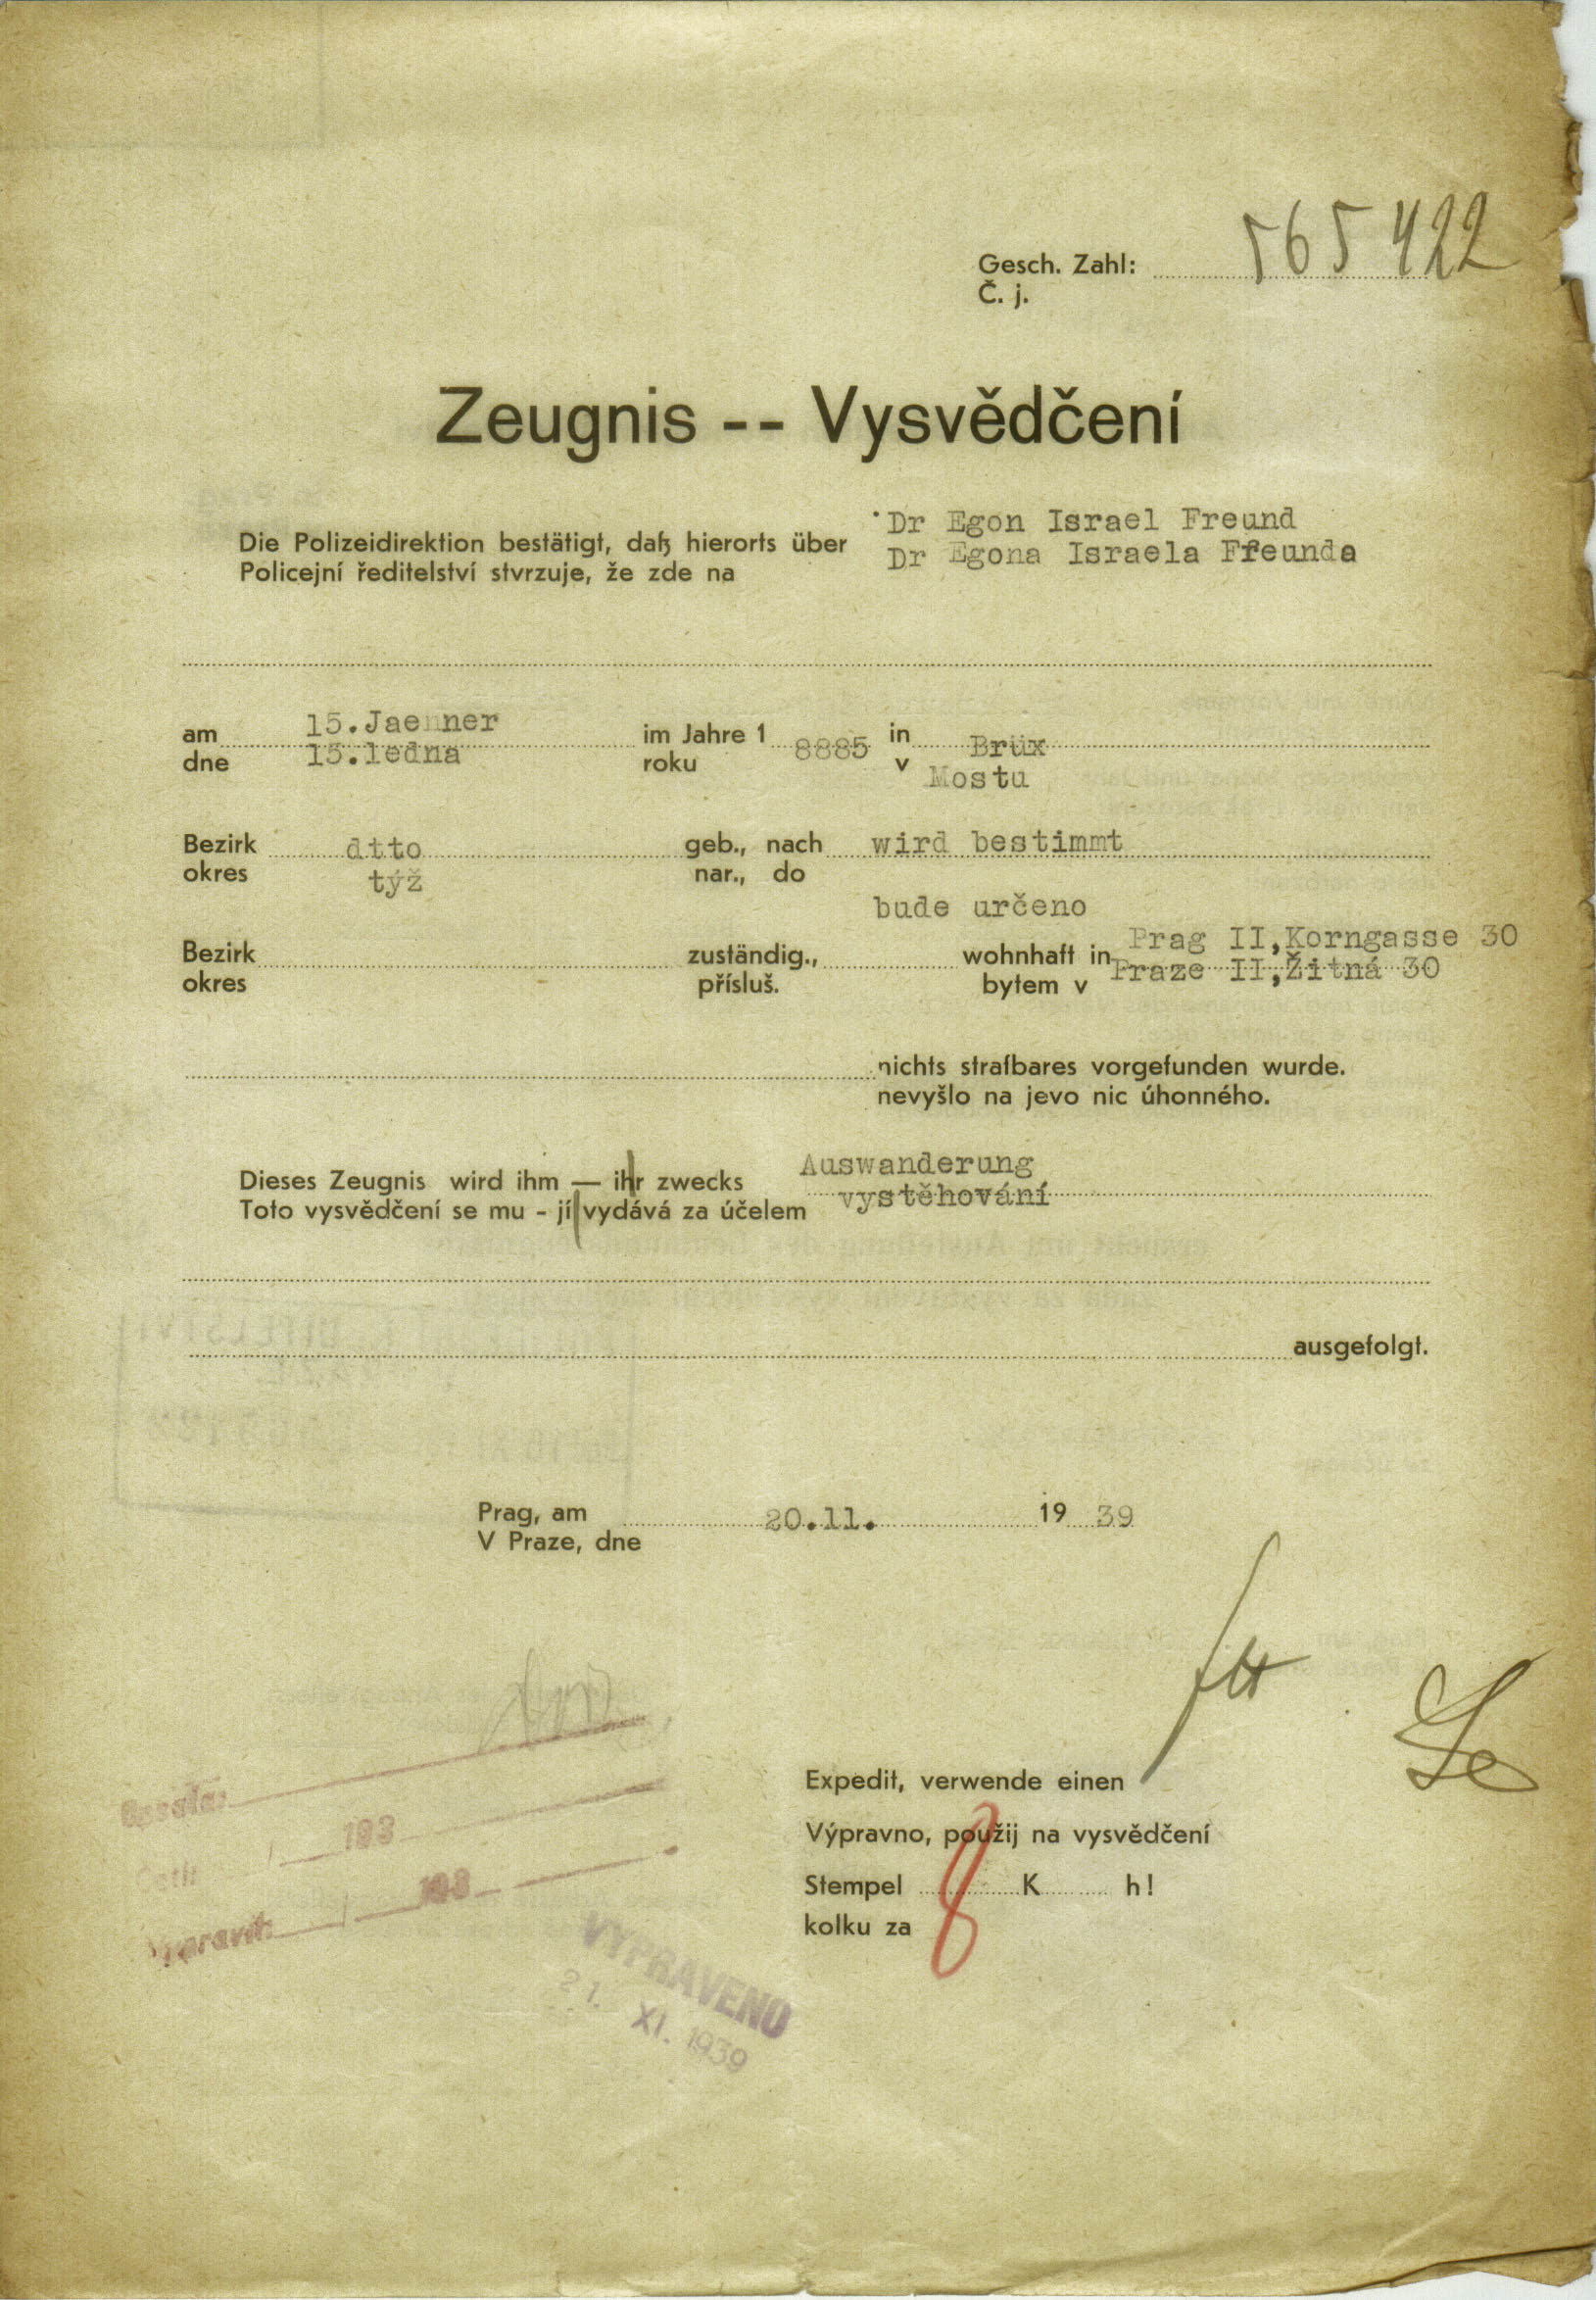 Gesch. Zahl: 565422
Č. j.
Zeugnis -- Vysvědčení
Dr Egon Israel Freund
Die Polizeidirektion bestätigt, daß hierorts über
Dr Egona Israela Freunda
Policejní ředitelství stvrzuje, že zde na
am 15.Jaenner im Jahre 1 8885 in Brüx
dne 15.ledna roku v Mostu
Bezirk dtto geb., nach wird bestimmt
okres týž nar., do
bude určeno
Bezirk zuständig., wohnhaft in Prag II,Korngasse 30
okres přísluš. bytem v Praze II,Žitná 30
nichts strafbares vorgefunden wurde.
nevyšlo na jevo nic úhonného.
Dieses Zeugnis wird ihm — ihr zwecks Auswanderung
Toto vysvědčení se mu - jí vydává za účelem vystěhování
ausgefolgt.
Prag, am 20.11. 19 39
V Praze, dne
Expedit, verwende einen
Výpravno, použij na vysvědčení
Stempel 8 K h!
kolku za
193
193
VYPRAVENO
21. XI. 1939